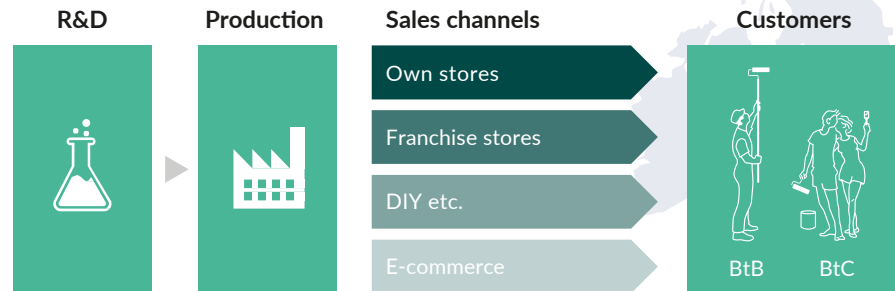 R&D
Production
Sales channels
Customers
Own stores
Franchise stores
DIY etc.
E-commerce
BtB
BtC